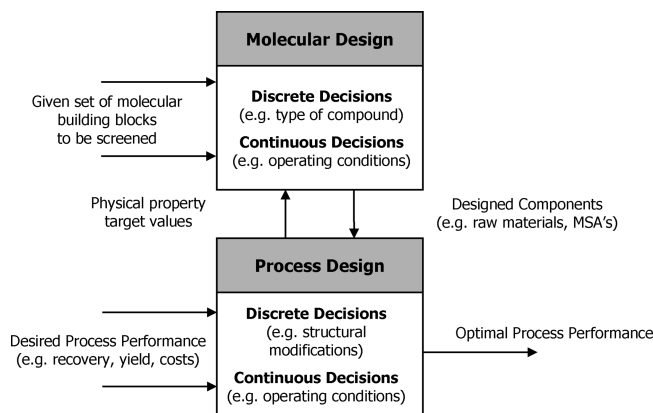 Molecular Design
Given set of molecular
building blocks
to be screened
Discrete Decisions
(e.g. type of compound)
Continuous Decisions
(e.g. operating conditions)
Physical property
target values
Designed Components
(e.g. raw materials, MSA's)
Process Design
Desired Process Performance
(e.g. recovery, yield, costs)
Discrete Decisions
(e.g. structural
modifications)
Continuous Decisions
(e.g. operating conditions)
Optimal Process Performance